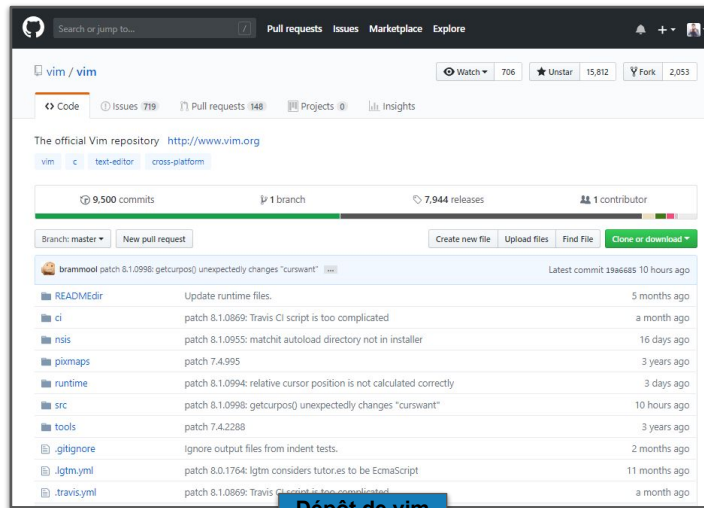 Search or jump to... / Pull requests Issues Marketplace Explore
vim / vim Watch 706 Unstar 15,812 Fork 2,053
Code Issues 719 Pull requests 148 Projects 0 Insights
The official Vim repository http://www.vim.org
vim c text-editor cross-platform
9,500 commits 1 branch 7,944 releases 1 contributor
Branch: master New pull request Create new file Upload files Find File Clone or download
brammool patch 8.1.0998: getcurpos() unexpectedly changes "curswant" ... Latest commit 19a6685 10 hours ago
READMEdir Update runtime files. 5 months ago
ci patch 8.1.0869: Travis CI script is too complicated a month ago
nsis patch 8.1.0955: matchit autoload directory not in installer 16 days ago
pixmaps patch 7.4.995 3 years ago
runtime patch 8.1.0994: relative cursor position is not calculated correctly 3 days ago
src patch 8.1.0998: getcurpos() unexpectedly changes "curswant" 10 hours ago
tools patch 7.4.2288 3 years ago
.gitignore Ignore output files from indent tests. 2 months ago
.lgtm.yml patch 8.0.1764: lgtm considers tutor.es to be EcmaScript 11 months ago
.travis.yml patch 8.1.0869: Travis CI script is too complicated a month ago
Dépôt de vim